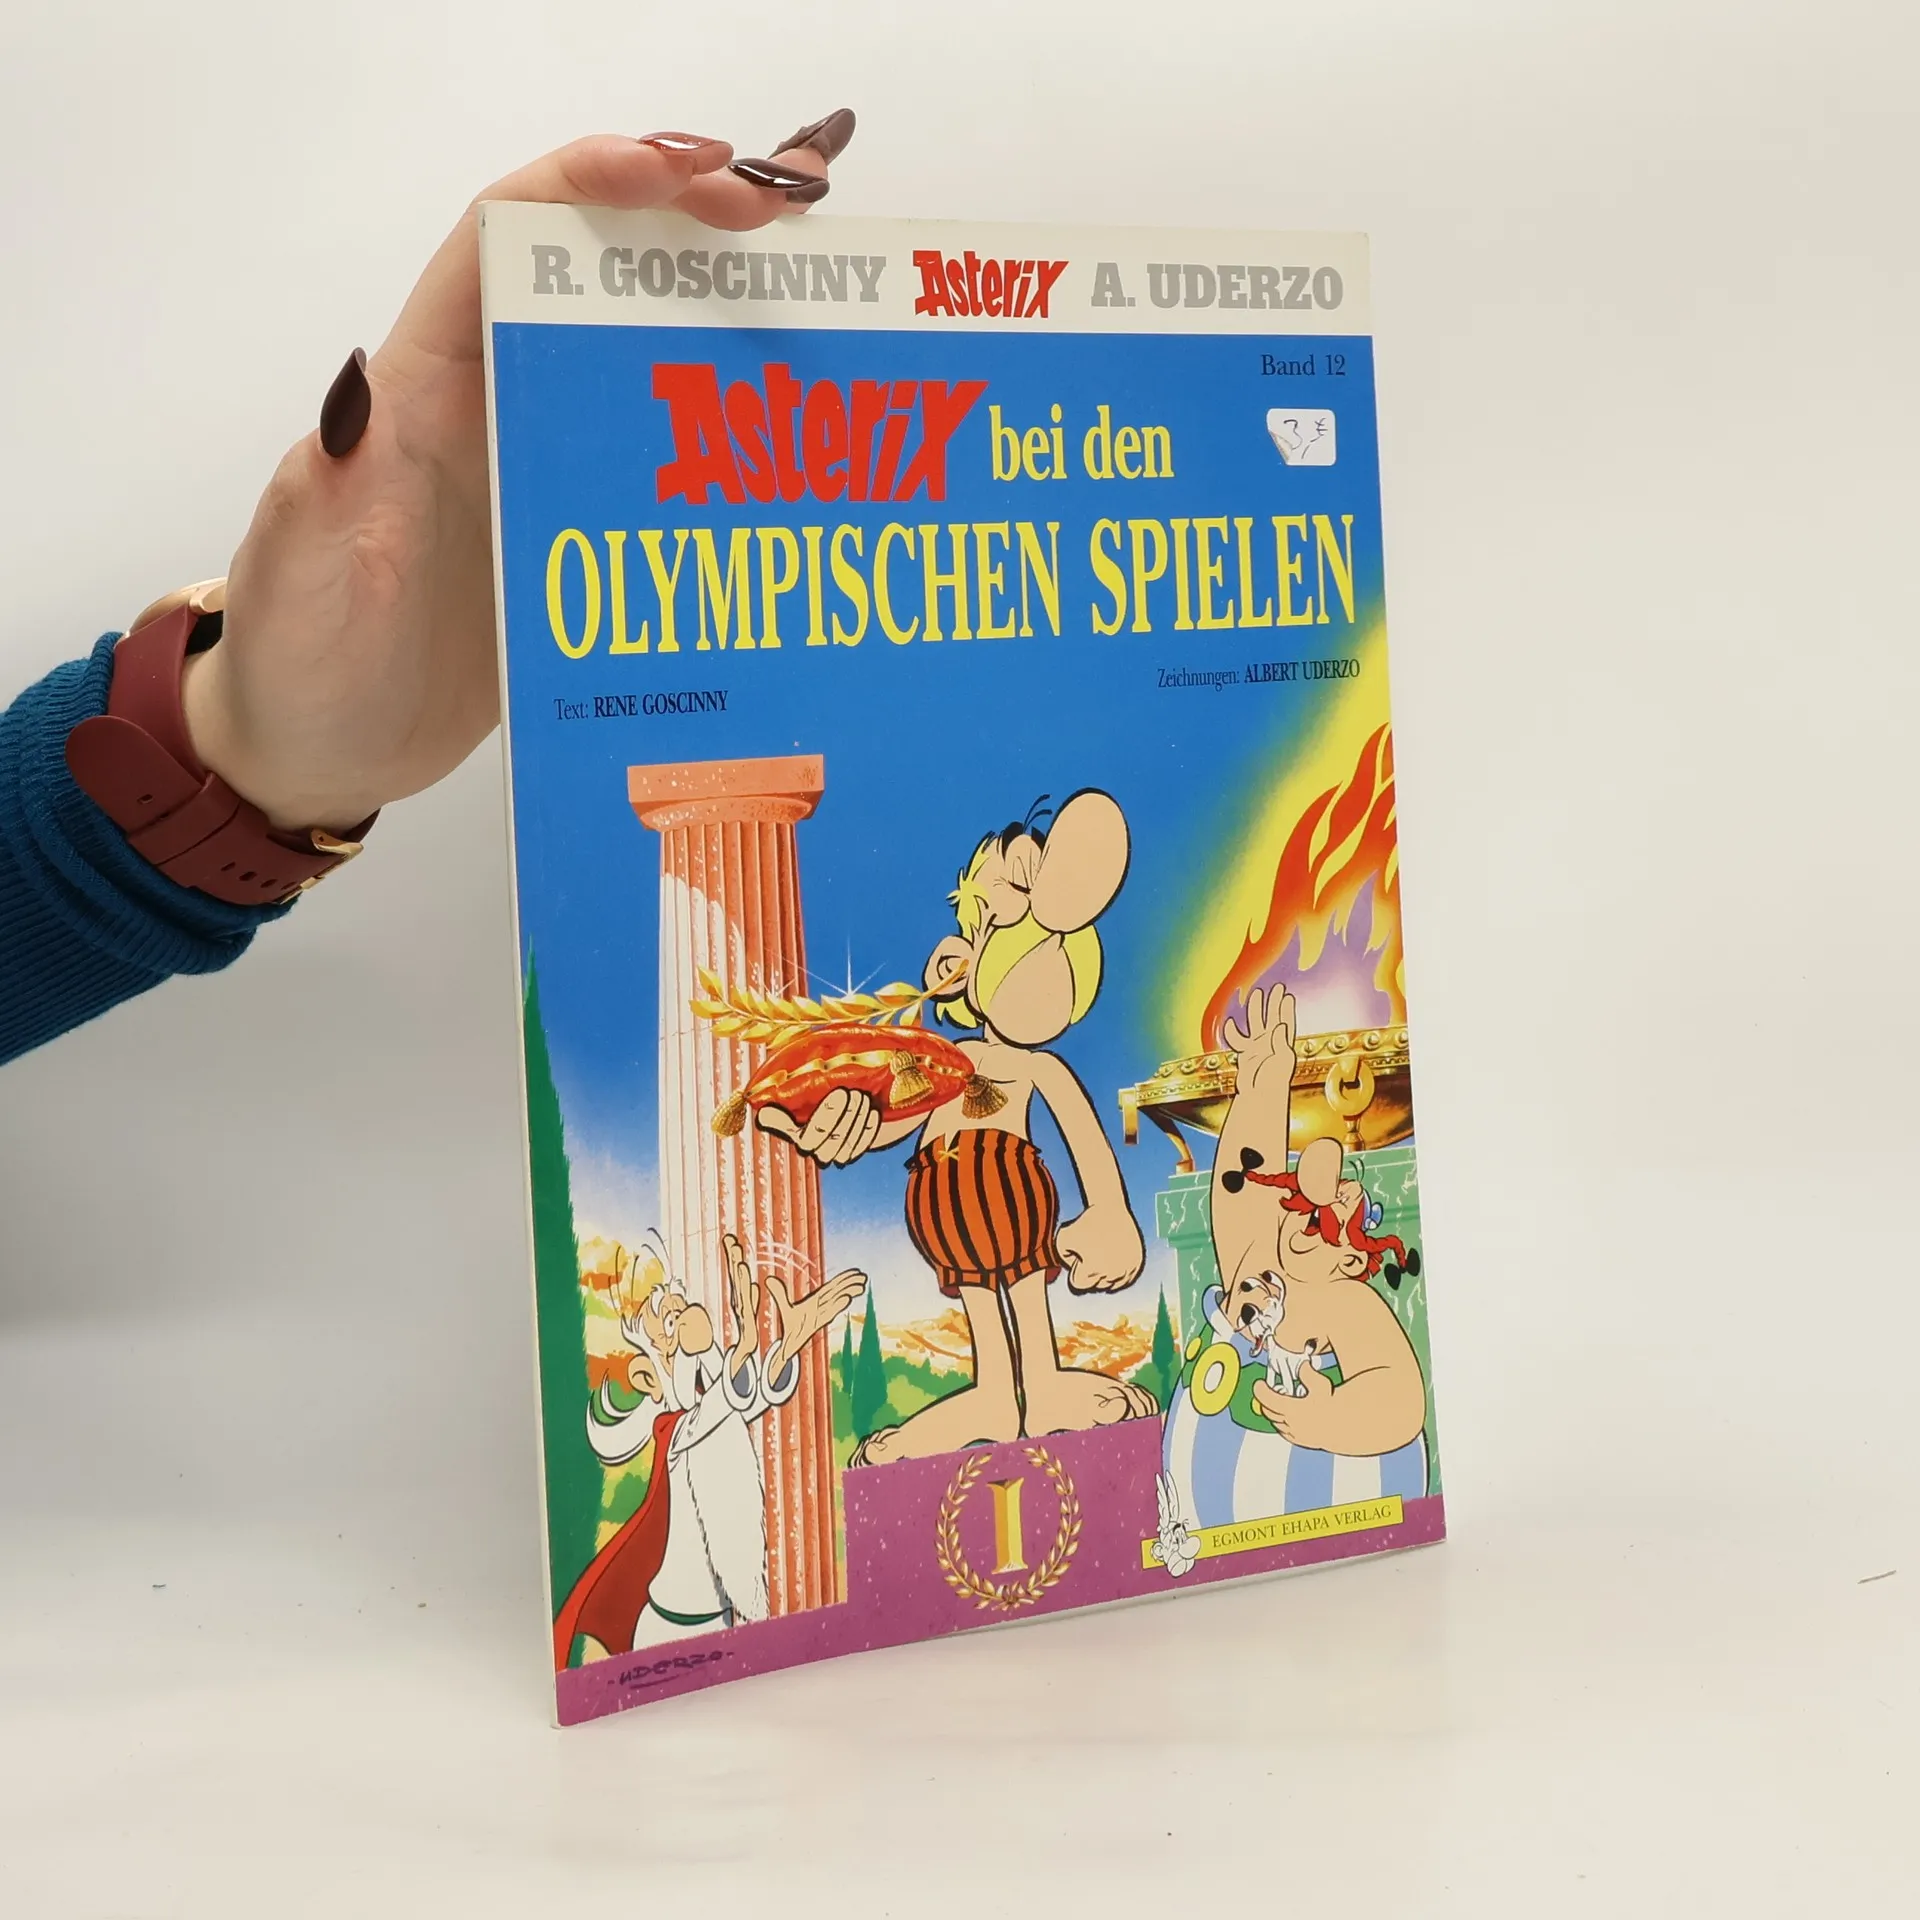 R. GOSCINNY Asterix A. UDERZO
Band 12
Asterix bei den
3,-€
OLYMPISCHEN SPIELEN
Zeichnungen: ALBERT UDERZO
Text: RENE GOSCINNY
I
EGMONT EHAPA VERLAG
-UDERZO-